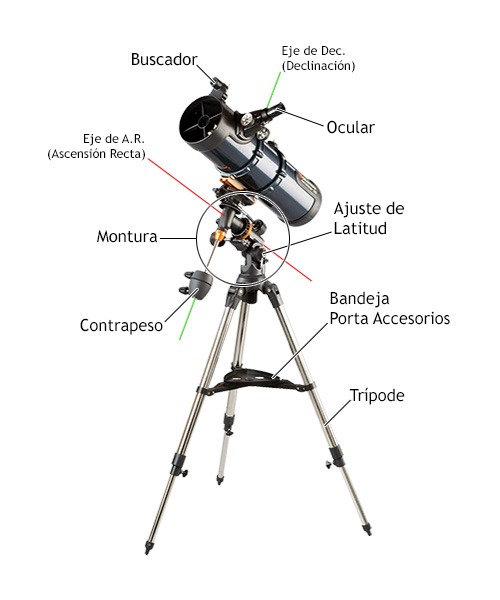 Eje de Dec.
(Declinación)
Buscador
Ocular
Eje de A.R.
(Ascensión Recta)
Ajuste de
Latitud
Montura
Bandeja
Porta Accesorios
Contrapeso
Trípode